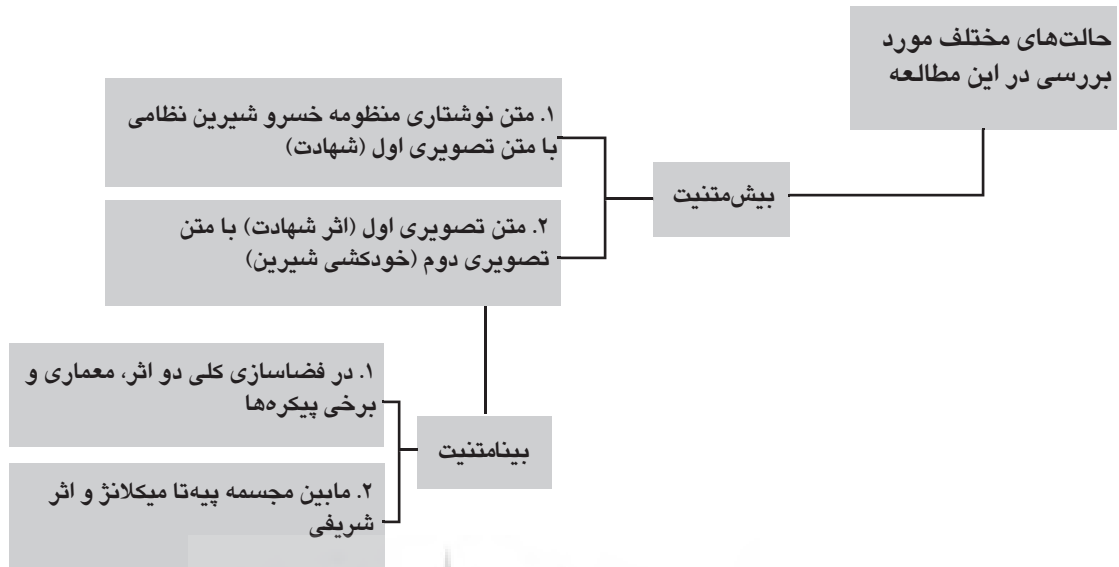 حالت‌های مختلف مورد
بررسی در این مطالعه
بیش‌متنیت
۱. متن نوشتاری منظومه خسرو شیرین نظامی
با متن تصویری اول (شهادت)
۲. متن تصویری اول (اثر شهادت) با متن
تصویری دوم (خودکشی شیرین)
بینامتنیت
۱. در فضاسازی کلی دو اثر، معماری و
برخی پیکره‌ها
۲. مابین مجسمه پیه‌تا میکلانژ و اثر
شریفی